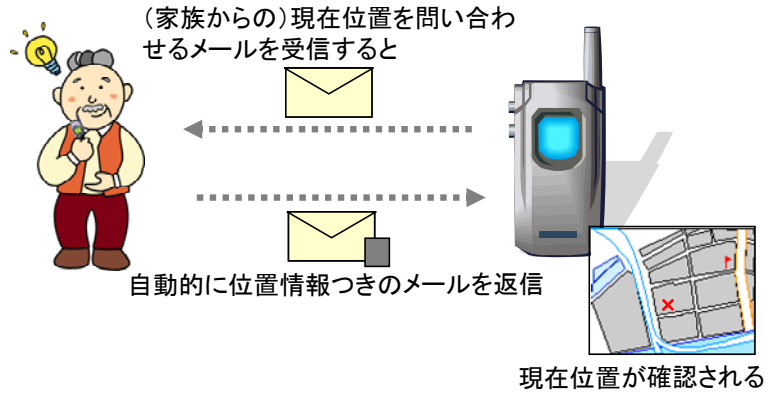 （家族からの）現在位置を問い合わ
せるメールを受信すると
自動的に位置情報つきのメールを返信
現在位置が確認される